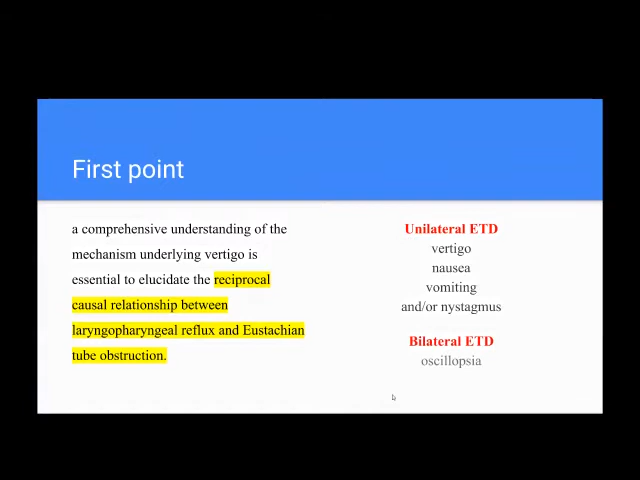 First point
a comprehensive understanding of the
mechanism underlying vertigo is
essential to elucidate the reciprocal
causal relationship between
laryngopharyngeal reflux and Eustachian
tube obstruction.
Unilateral ETD
vertigo
nausea
vomiting
and/or nystagmus
Bilateral ETD
oscillopsia